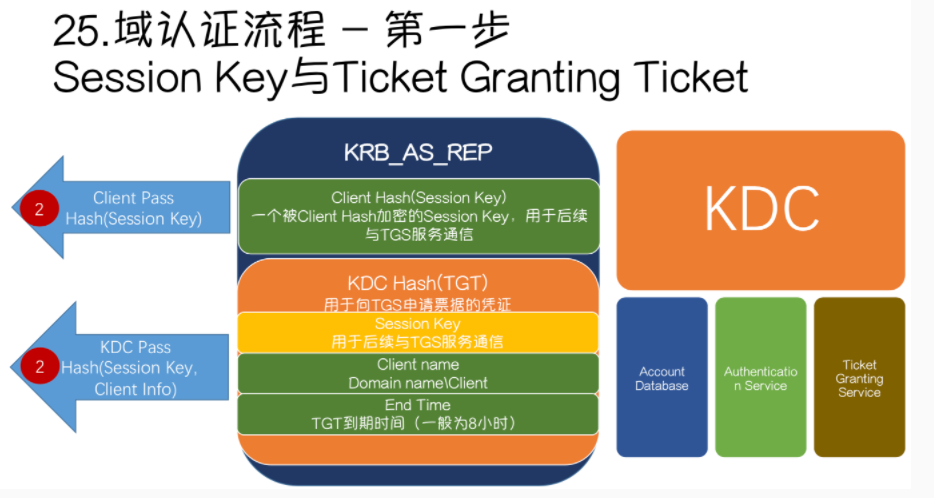 25.域认证流程 – 第一步
Session Key与Ticket Granting Ticket
KRB_AS_REP
Client Hash(Session Key)
一个被Client Hash加密的Session Key，用于后续
与TGS服务通信
KDC Hash(TGT)
用于向TGS申请票据的凭证
Session Key
用于后续与TGS服务通信
Client name
Domain name\Client
End Time
TGT到期时间（一般为8小时）
2
Client Pass
Hash(Session Key)
2
KDC Pass
Hash(Session Key,
Client Info)
KDC
Account
Database
Authenticatio
n Service
Ticket
Granting
Service